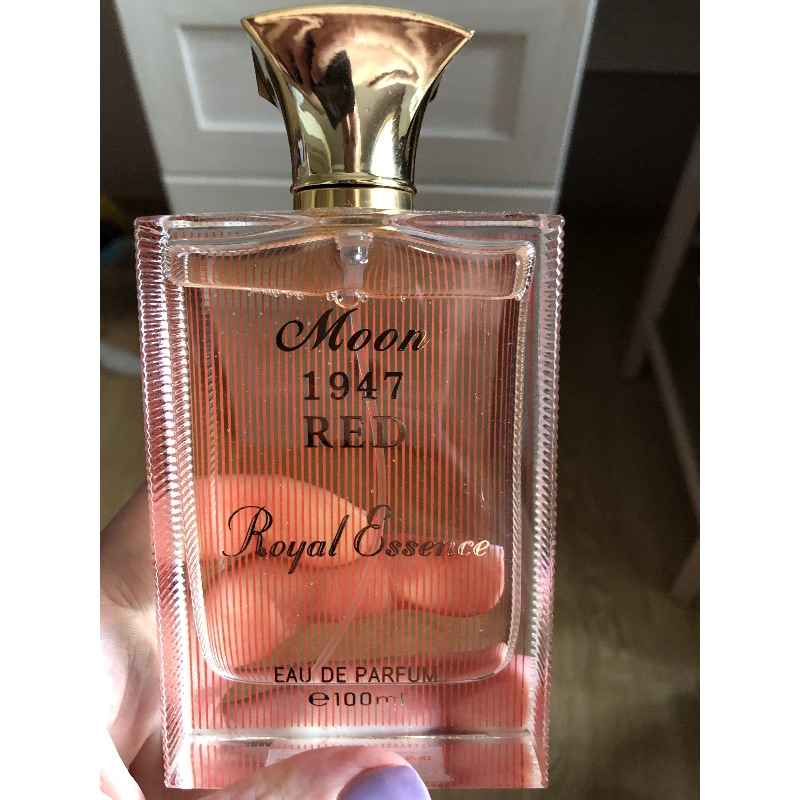 Moon
1947
RED
Royal Essence
EAU DE PARFUM
℮100ml